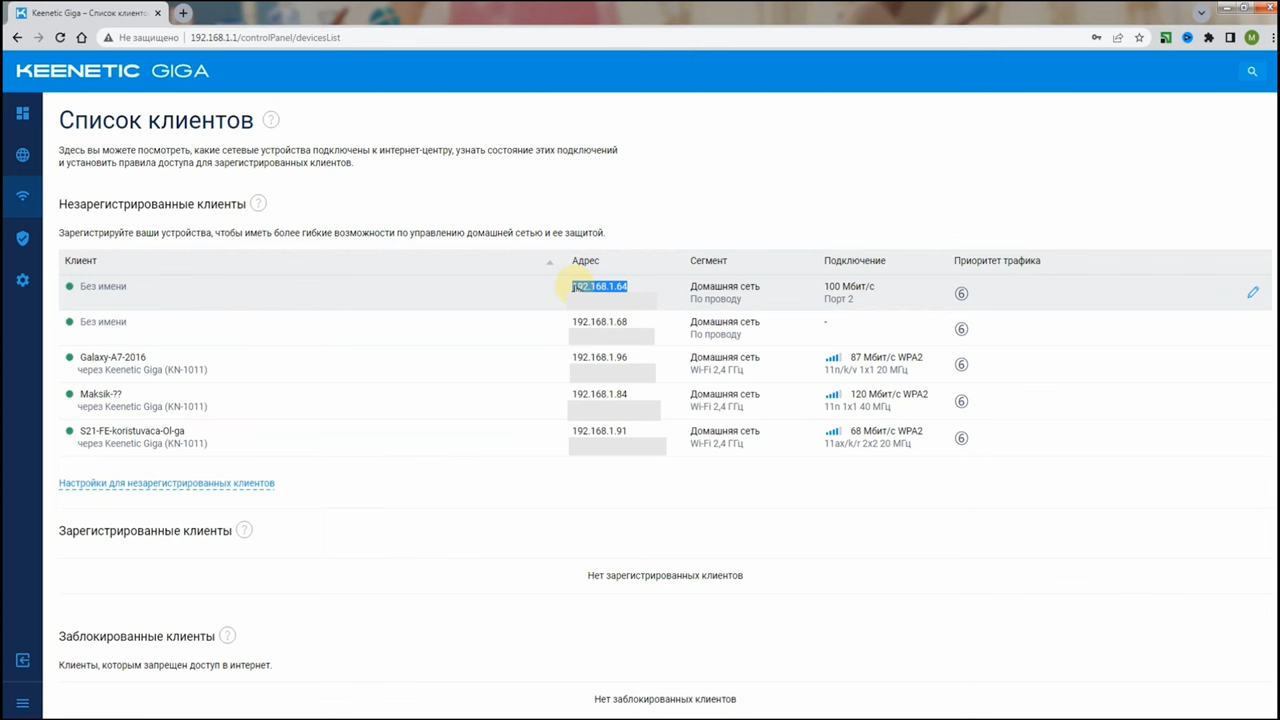 Keenetic Giga – Список клиентс
Не защищено
192.168.1.1/controlPanel/devicesList
M
KEENETIC GIGA
Список клиентов ?
Здесь вы можете посмотреть, какие сетевые устройства подключены к интернет-центру, узнать состояние этих подключений
и установить правила доступа для зарегистрированных клиентов.
Незарегистрированные клиенты ?
Зарегистрируйте ваши устройства, чтобы иметь более гибкие возможности по управлению домашней сетью и ее защитой.
Клиент Адрес Сегмент Подключение Приоритет трафика
Без имени 192.168.1.64 Домашняя сеть 100 Мбит/с 6
По проводу Порт 2
Без имени 192.168.1.68 Домашняя сеть - 6
По проводу
Galaxy-A7-2016 192.168.1.96 Домашняя сеть 87 Мбит/с WPA2 6
через Keenetic Giga (KN-1011) Wi-Fi 2,4 ГГц 11n/k/v 1x1 20 МГц
Maksik-?? 192.168.1.84 Домашняя сеть 120 Мбит/с WPA2 6
через Keenetic Giga (KN-1011) Wi-Fi 2,4 ГГц 11n 1x1 40 МГц
S21-FE-koristuvaca-Ol-ga 192.168.1.91 Домашняя сеть 68 Мбит/с WPA2 6
через Keenetic Giga (KN-1011) Wi-Fi 2,4 ГГц 11ax/k/r 2x2 20 МГц
Настройки для незарегистрированных клиентов
Зарегистрированные клиенты ?
Нет зарегистрированных клиентов
Заблокированные клиенты ?
Клиенты, которым запрещен доступ в интернет.
Нет заблокированных клиентов